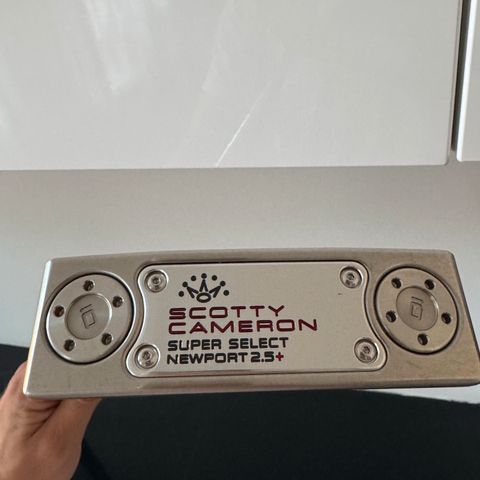 SCOTTY
CAMERON
SUPER SELECT
NEWPORT 2.5+